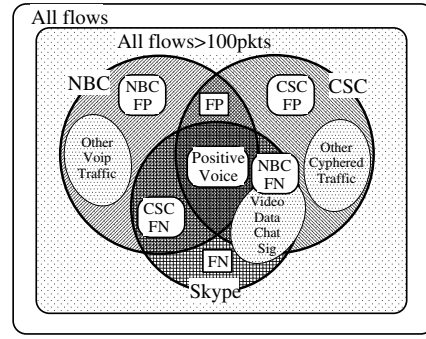 All flows
All flows>100pkts
NBC
NBC
FP
FP
CSC
FP
CSC
Other
Voip
Traffic
Positive
Voice
NBC
FN
Other
Cyphered
Traffic
CSC
FN
Video
Data
Chat
Sig
FN
Skype